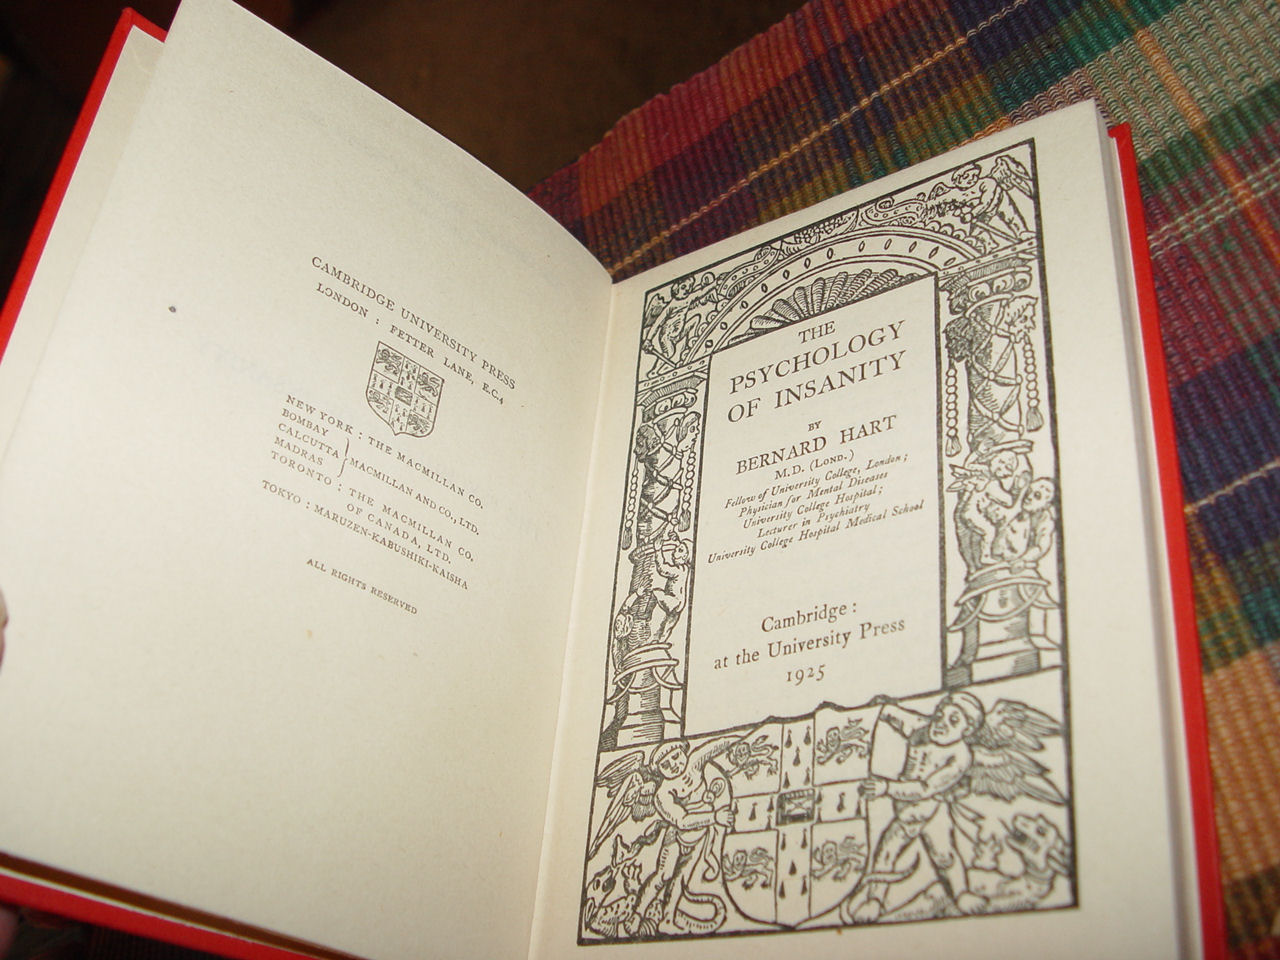 CAMBRIDGE UNIVERSITY PRESS
LONDON : FETTER LANE, E.C.4
NEW YORK : THE MACMILLAN CO.
BOMBAY
CALCUTTA
MADRAS
MACMILLAN AND CO., LTD.
TORONTO : THE MACMILLAN CO.
OF CANADA, LTD.
TOKYO : MARUZEN-KABUSHIKI-KAISHA
ALL RIGHTS RESERVED
THE
PSYCHOLOGY
OF INSANITY
BY
BERNARD HART
M.D. (LOND.)
Fellow of University College, London;
Physician for Mental Diseases
University College Hospital;
Lecturer in Psychiatry
University College Hospital Medical School
Cambridge:
at the University Press
1925